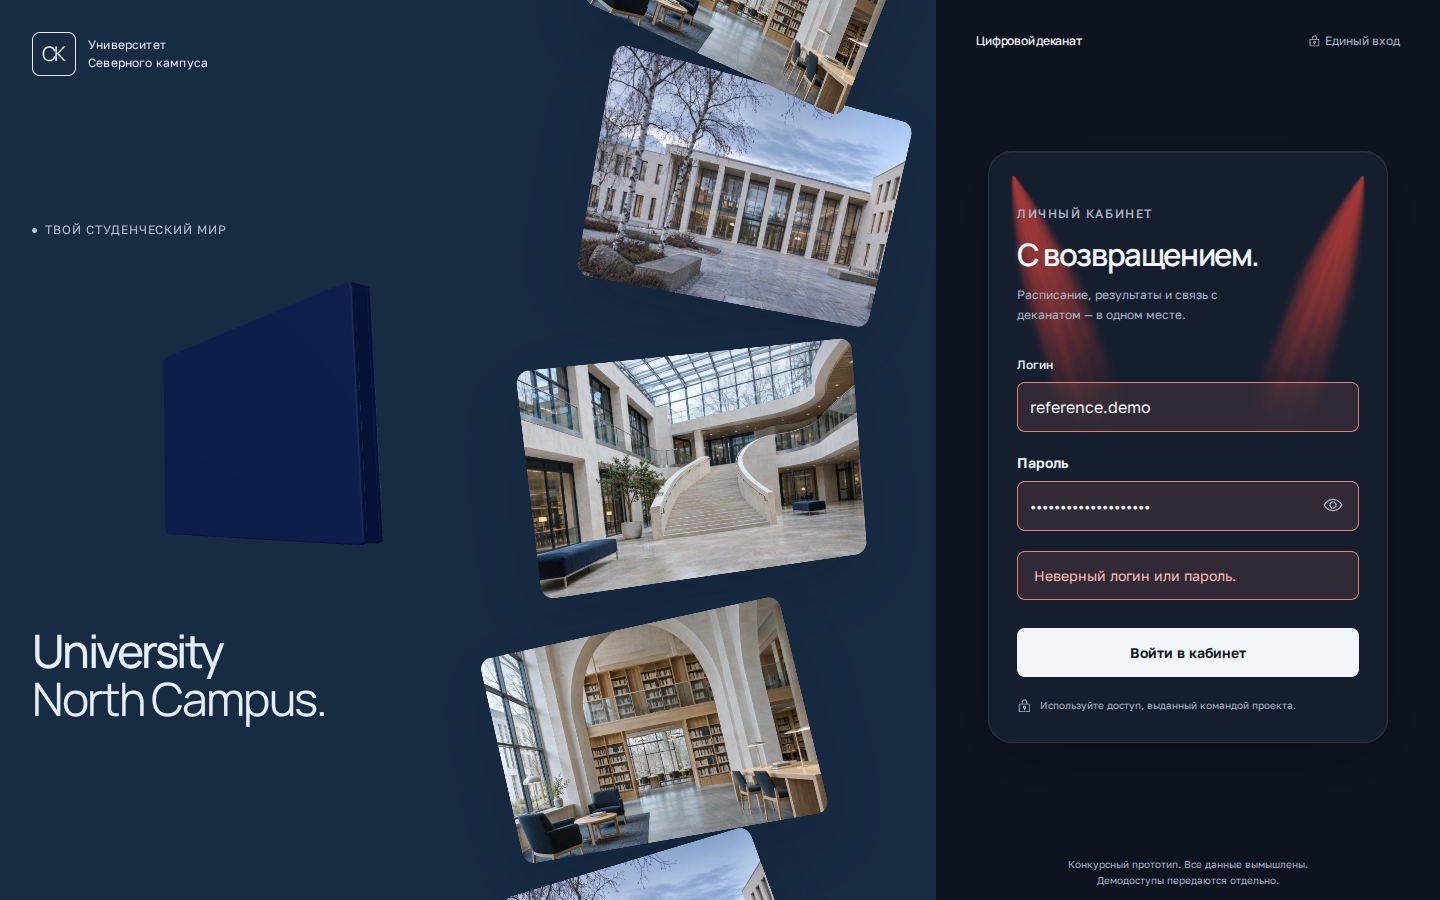 СК
Университет
Северного кампуса
ТВОЙ СТУДЕНЧЕСКИЙ МИР
University
North Campus.
Цифровой деканат
Единый вход
ЛИЧНЫЙ КАБИНЕТ
С возвращением.
Расписание, результаты и связь с
деканатом — в одном месте.
Логин
reference.demo
Пароль
••••••••••••••••••••
Неверный логин или пароль.
Войти в кабинет
Используйте доступ, выданный командой проекта.
Конкурсный прототип. Все данные вымышлены.
Демодоступы передаются отдельно.